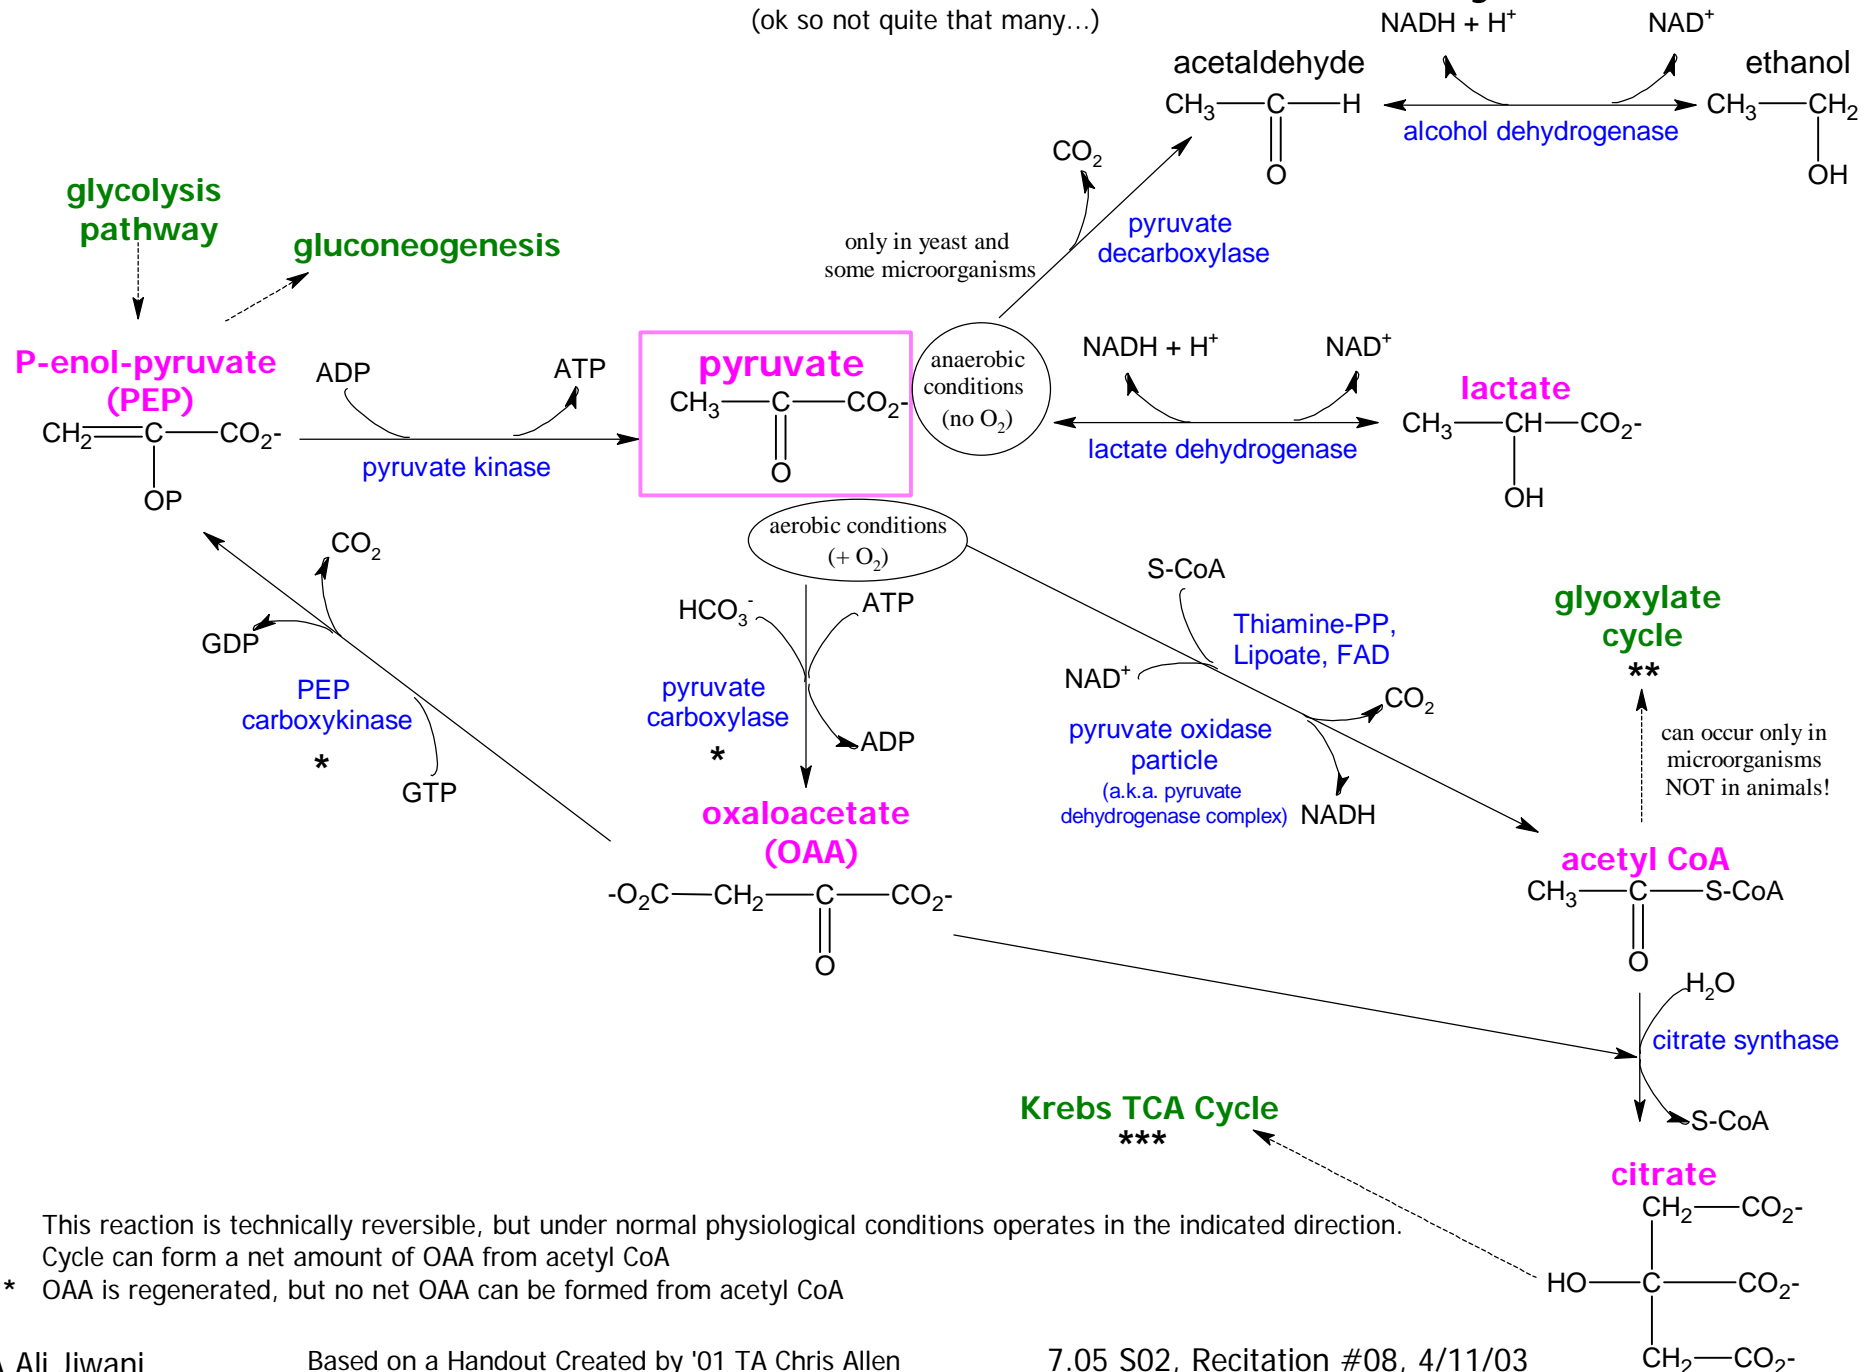 (ok so not quite that many...)
NADH + H⁺
NAD⁺
acetaldehyde
ethanol
CH₃ C H
O
alcohol dehydrogenase
CH₃ CH₂
OH
CO₂
pyruvate
decarboxylase
only in yeast and
some microorganisms
glycolysis
pathway
gluconeogenesis
P-enol-pyruvate
(PEP)
CH₂ C CO₂-
OP
ADP
ATP
pyruvate kinase
pyruvate
CH₃ C CO₂-
O
anaerobic
conditions
(no O₂)
NADH + H⁺
NAD⁺
lactate dehydrogenase
lactate
CH₃ CH CO₂-
OH
aerobic conditions
(+ O₂)
CO₂
GDP
PEP
carboxykinase
*
GTP
HCO₃⁻
ATP
pyruvate
carboxylase
*
ADP
oxaloacetate
(OAA)
-O₂C CH₂ C CO₂-
O
S-CoA
NAD⁺
Thiamine-PP,
Lipoate, FAD
CO₂
pyruvate oxidase
particle
(a.k.a. pyruvate
dehydrogenase complex)
NADH
glyoxylate
cycle
**
can occur only in
microorganisms
NOT in animals!
acetyl CoA
CH₃ C S-CoA
O
H₂O
citrate synthase
S-CoA
Krebs TCA Cycle
***
citrate
CH₂ CO₂-
HO C CO₂-
CH₂ CO₂-
This reaction is technically reversible, but under normal physiological conditions operates in the indicated direction.
Cycle can form a net amount of OAA from acetyl CoA
* OAA is regenerated, but no net OAA can be formed from acetyl CoA
Ali Jiwani
Based on a Handout Created by '01 TA Chris Allen
7.05 S02, Recitation #08, 4/11/03